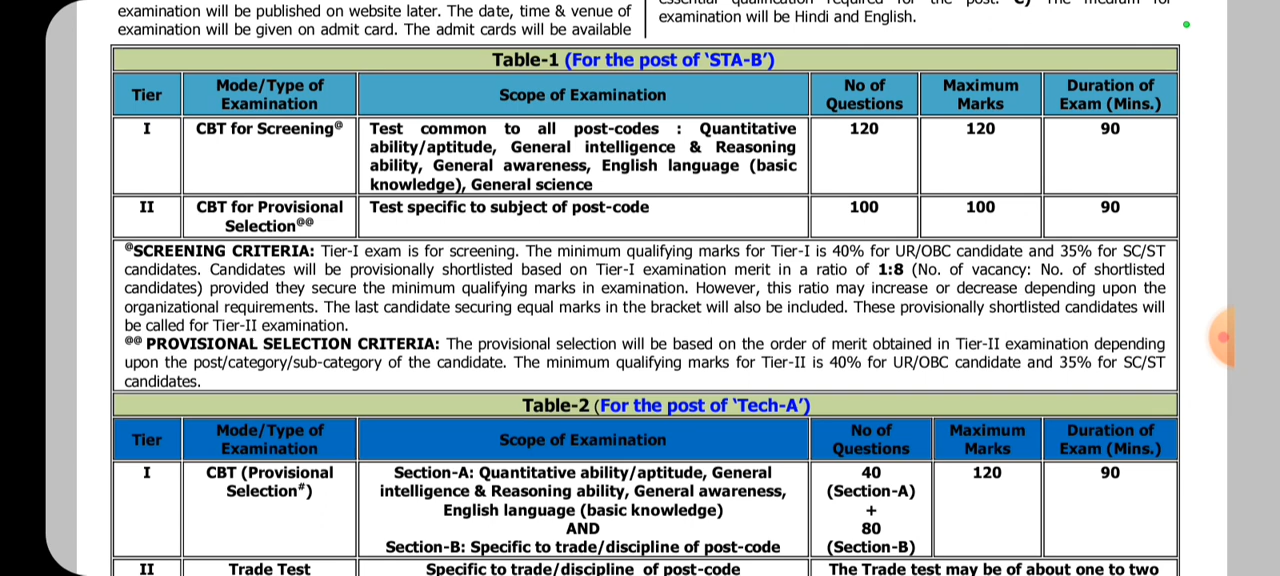 examination will be published on website later. The date, time & venue of
examination will be given on admit card. The admit cards will be available
essential qualification required for the post. c) The medium for
examination will be Hindi and English.
Table-1 (For the post of 'STA-B')
Tier
Mode/Type of
Examination
Scope of Examination
No of
Questions
Maximum
Marks
Duration of
Exam (Mins.)
I
CBT for Screening@
Test common to all post-codes : Quantitative
ability/aptitude, General intelligence & Reasoning
ability, General awareness, English language (basic
knowledge), General science
120
120
90
II
CBT for Provisional
Selection@@
Test specific to subject of post-code
100
100
90
@SCREENING CRITERIA: Tier-I exam is for screening. The minimum qualifying marks for Tier-I is 40% for UR/OBC candidate and 35% for SC/ST
candidates. Candidates will be provisionally shortlisted based on Tier-I examination merit in a ratio of 1:8 (No. of vacancy: No. of shortlisted
candidates) provided they secure the minimum qualifying marks in examination. However, this ratio may increase or decrease depending upon the
organizational requirements. The last candidate securing equal marks in the bracket will also be included. These provisionally shortlisted candidates will
be called for Tier-II examination.
@@ PROVISIONAL SELECTION CRITERIA: The provisional selection will be based on the order of merit obtained in Tier-II examination depending
upon the post/category/sub-category of the candidate. The minimum qualifying marks for Tier-II is 40% for UR/OBC candidate and 35% for SC/ST
candidates.
Table-2 (For the post of 'Tech-A')
Tier
Mode/Type of
Examination
Scope of Examination
No of
Questions
Maximum
Marks
Duration of
Exam (Mins.)
I
CBT (Provisional
Selection#)
Section-A: Quantitative ability/aptitude, General
intelligence & Reasoning ability, General awareness,
English language (basic knowledge)
AND
Section-B: Specific to trade/discipline of post-code
40
(Section-A)
+
80
(Section-B)
120
90
II
Trade Test
Specific to trade/discipline of post-code
The Trade test may be of about one to two